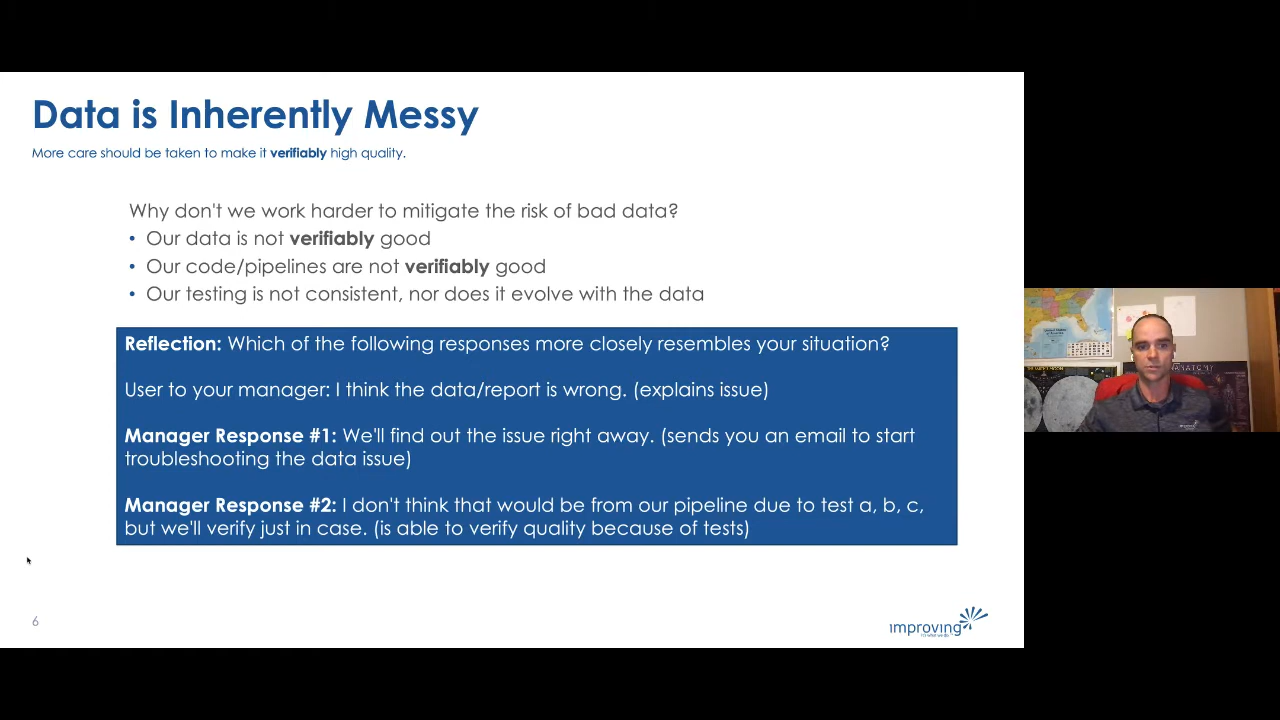 Data is Inherently Messy
More care should be taken to make it verifiably high quality.
Why don't we work harder to mitigate the risk of bad data?
• Our data is not verifiably good
• Our code/pipelines are not verifiably good
• Our testing is not consistent, nor does it evolve with the data
Reflection: Which of the following responses more closely resembles your situation?
User to your manager: I think the data/report is wrong. (explains issue)
Manager Response #1: We'll find out the issue right away. (sends you an email to start
troubleshooting the data issue)
Manager Response #2: I don't think that would be from our pipeline due to test a, b, c,
but we'll verify just in case. (is able to verify quality because of tests)
6
improving
it's what we do.
ANATOMY